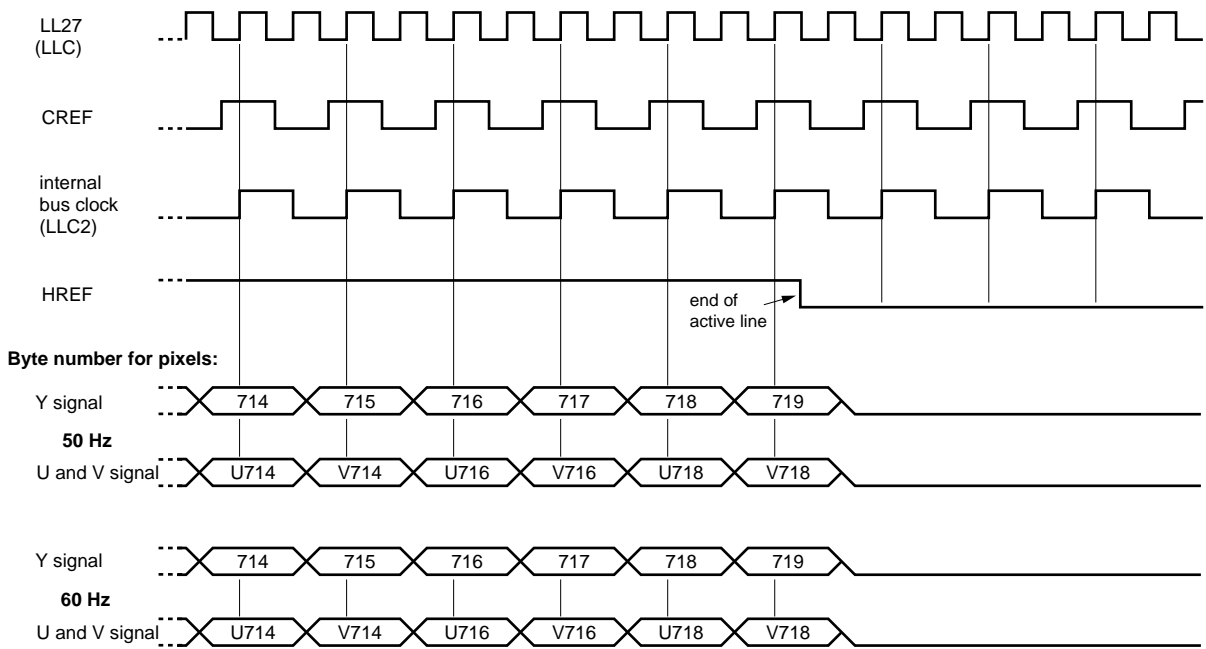 LL27
(LLC)
CREF
internal
bus clock
(LLC2)
HREF
end of
active line
Byte number for pixels:
Y signal
714 715 716 717 718 719
50 Hz
U and V signal
U714 V714 U716 V716 U718 V718
Y signal
714 715 716 717 718 719
60 Hz
U and V signal
U714 V714 U716 V716 U718 V718